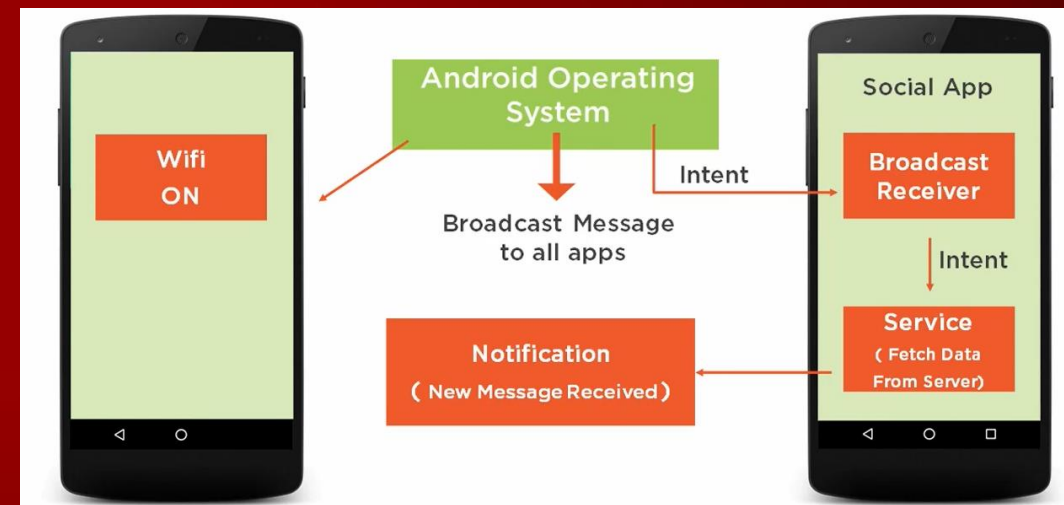 Wifi
ON
Android Operating
System
Intent
Broadcast Message
to all apps
Notification
( New Message Received )
Social App
Broadcast
Receiver
Intent
Service
( Fetch Data
From Server)